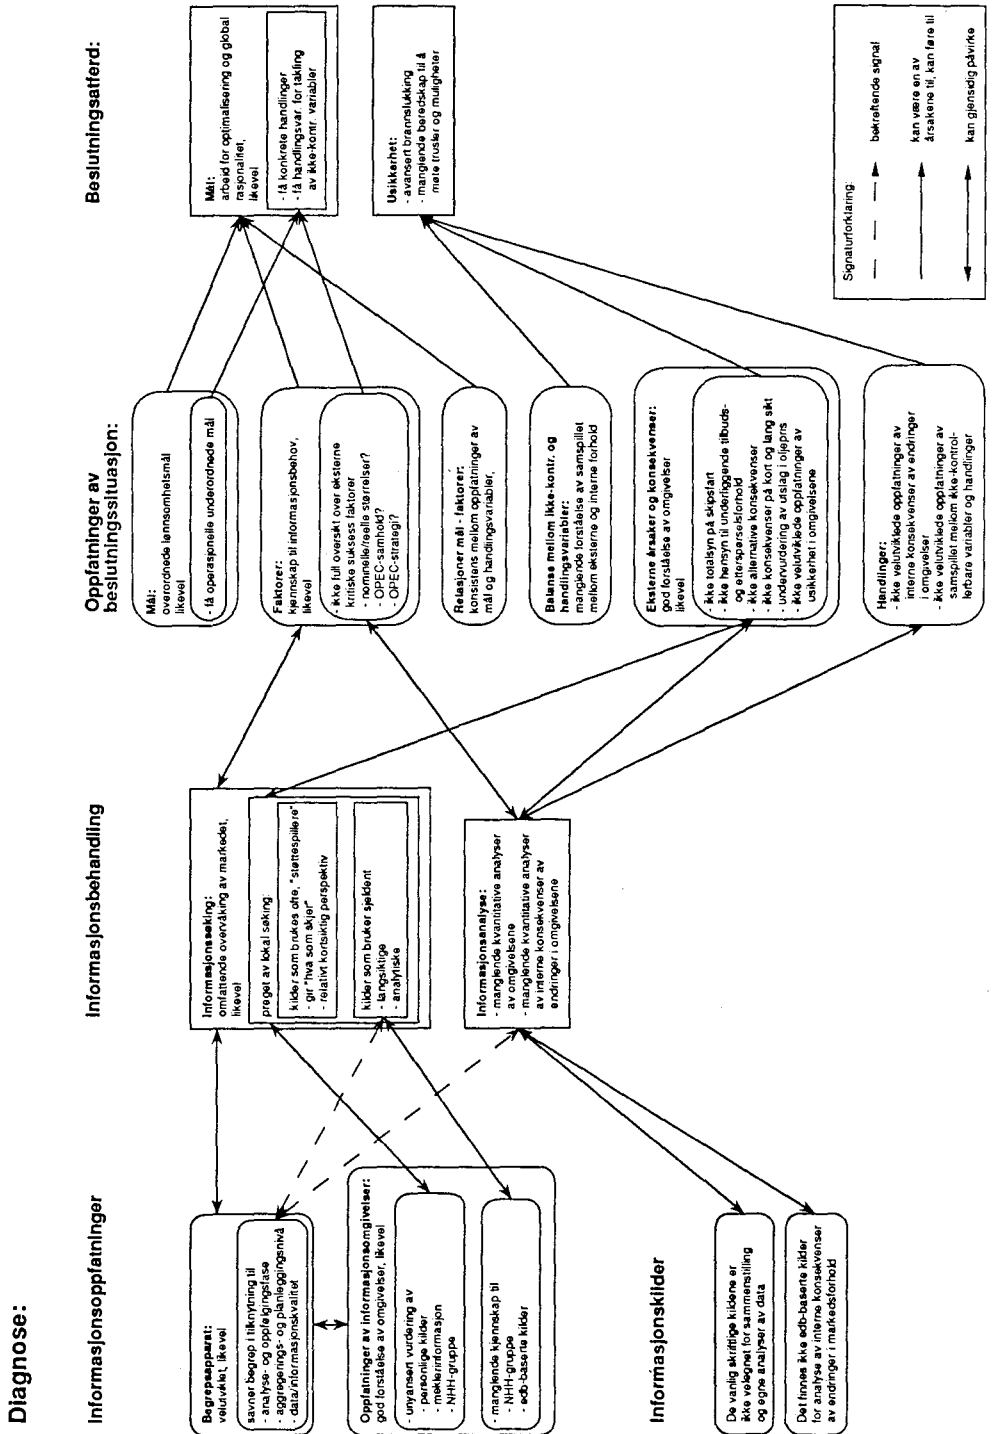 Diagnose:
Informasjonsoppfatninger
Begrepsapparat:
velutviklet, likevel
savner begrep i tilknytning til
- analyse- og oppfølgingsfase
- aggregerings- og planleggingsnivå
- data/informasjonskvalitet
Oppfatninger av informasjonsomgivelser:
god forståelse av omgivelser, likevel
- unyansert vurdering av
- personlige kilder
- meklerinformasjon
- NHH-gruppe
- manglende kjennskap til
- NHH-gruppe
- edb-baserte kilder
Informasjonskilder
De vanlig skriftlige kildene er
ikke velegnet for sammenstilling
og egne analyser av data
Det finnes ikke edb-baserte kilder
for analyse av interne konsekvenser
av endringer i markedsforhold
Informasjonsbehandling
Informasjonssøking:
omfattende overvåking av markedet,
likevel
preget av lokal søking:
kilder som brukes ofte, "støttespillere"
- gir "hva som skjer"
- relativt kortsiktig perspektiv
kilder som bruker sjeldent
- langsiktige
- analytiske
Informasjonsanalyse:
- manglende kvantitative analyser
av omgivelsene
- manglende kvantitative analyser
av interne konsekvenser av
endringer i omgivelsene
Oppfatninger av
beslutningssituasjon:
Mål:
overordnede lønnsomhetsmål
likevel
- få operasjonelle underordnede mål
Faktorer:
kjennskap til informasjonsbehov,
likevel
- ikke full oversikt over eksterne
kritiske suksess faktorer
- nominelle/reelle størrelser?
- OPEC-samhold?
- OPEC-strategi?
Relasjoner mål - faktorer:
konsistens mellom oppfatninger av
mål og handlingsvariabler,
Balanse mellom ikke-kontr. og
handlingsvariabler:
manglende forståelse av samspillet
mellom eksterne og interne forhold
Eksterne årsaker og konsekvenser:
god forståelse av omgivelser
likevel
- ikke totalsyn på skipsfart
- ikke hensyn til underliggende tilbuds-
og etterspørselsforhold
- ikke alternative konsekvenser
- ikke konsekvenser på kort og lang sikt
- undervurdering av utslag i oljepris
- ikke velutviklede oppfatninger av
usikkerhet i omgivelsene
Handlinger:
- ikke velutviklede oppfatninger av
interne konsekvenser av endringer
i omgivelser
- ikke velutviklede oppfatninger av
samspillet mellom ikke-kontrol-
lerbare variabler og handlinger
Beslutningsatferd:
Mål:
arbeid for optimalisering og global
rasjonalitet,
likevel
- få konkrete handlinger
- få handlingsvar. for takling
av ikke-kontr. variabler
Usikkerhet:
- avansert brannslukking
- manglende beredskap til å
møte trusler og muligheter
Signaturforklaring:
bekreftende signal
kan være en av
årsakene til, kan føre til
kan gjensidig påvirke